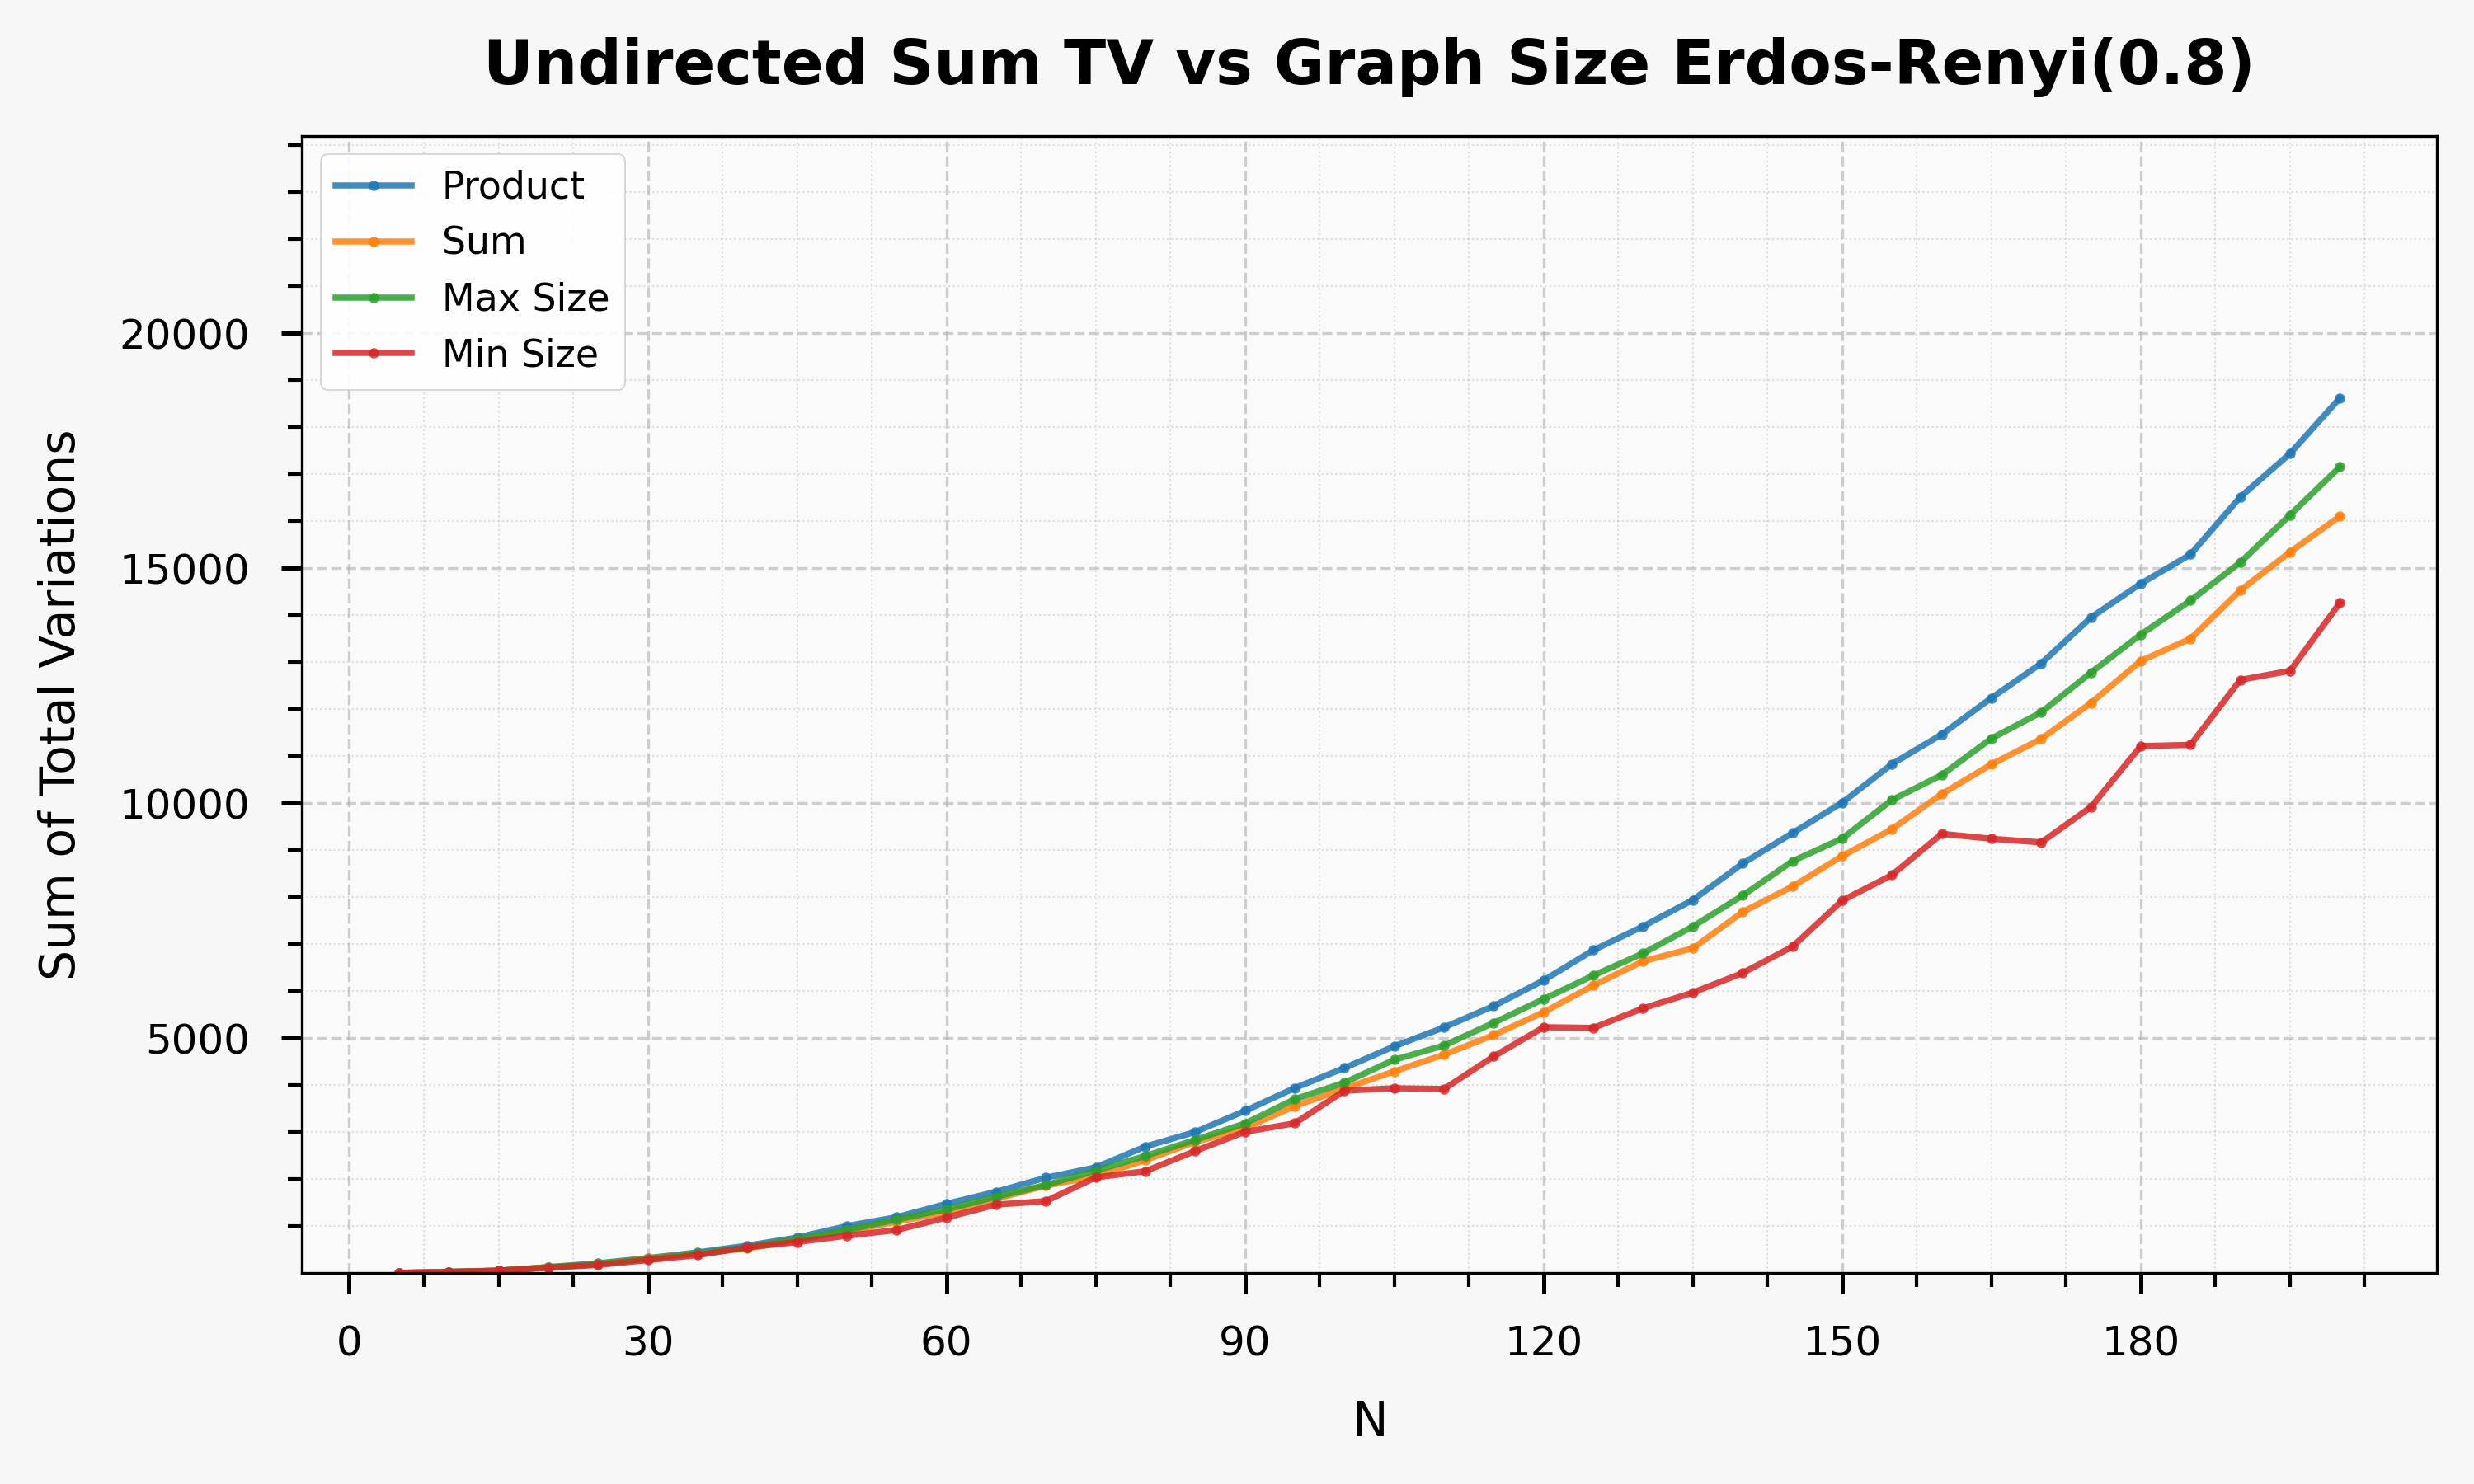 Undirected Sum TV vs Graph Size Erdos-Renyi(0.8)
Product
Sum
Max Size
Min Size
Sum of Total Variations
20000
15000
10000
5000
0 30 60 90 120 150 180
N